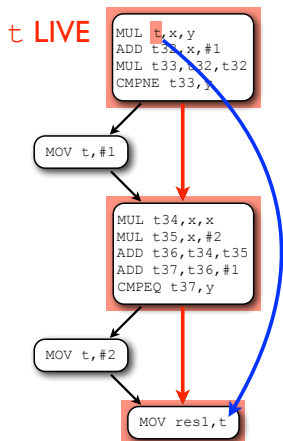 t LIVE
MUL t,x,y
ADD t32,x,#1
MUL t33,t32,t32
CMPNE t33,y
MOV t,#1
MUL t34,x,x
MUL t35,x,#2
ADD t36,t34,t35
ADD t37,t36,#1
CMPEQ t37,y
MOV t,#2
MOV res1,t